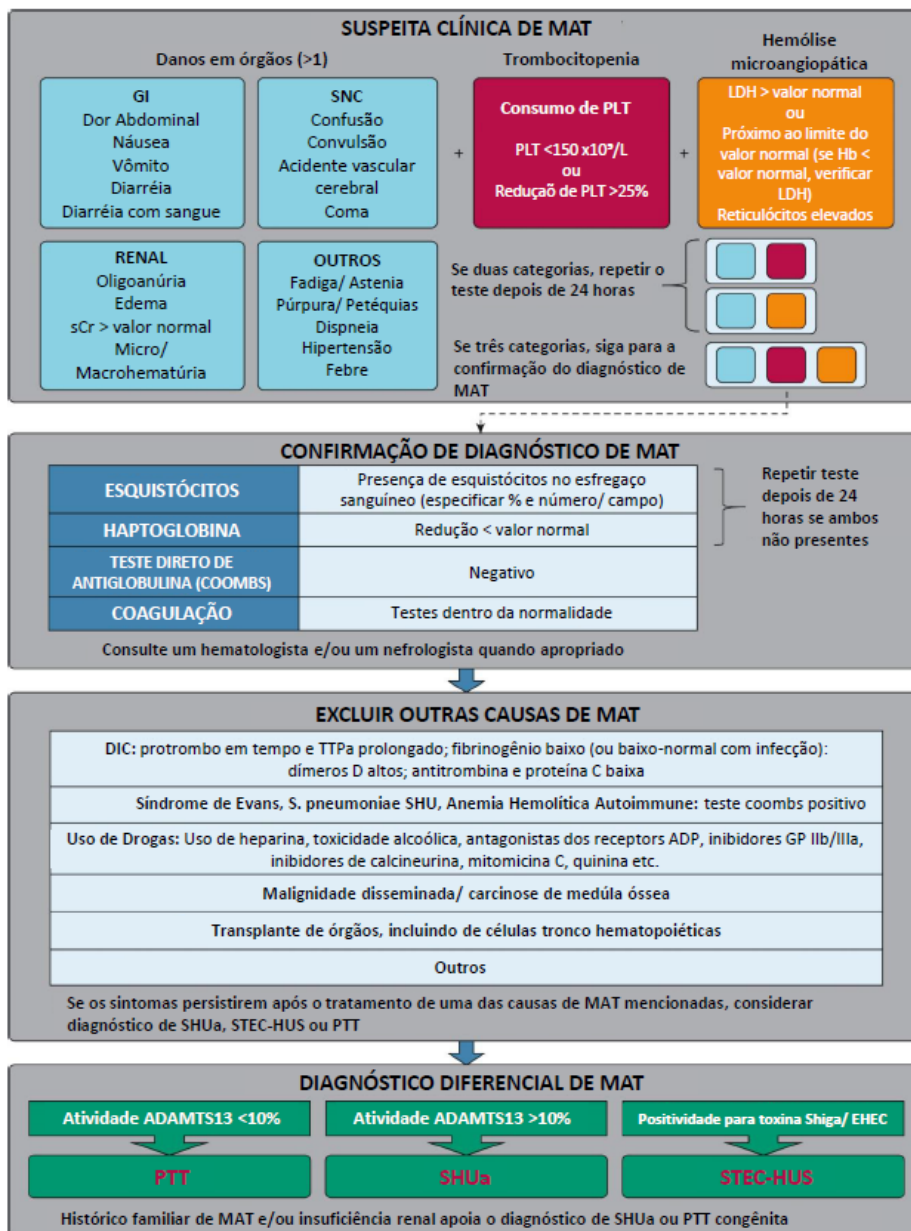 SUSPEITA CLÍNICA DE MAT
Danos em órgãos (>1)
GI
Dor Abdominal
Náusea
Vômito
Diarréia
Diarréia com sangue
SNC
Confusão
Convulsão
Acidente vascular
cerebral
Coma
RENAL
Oligoanúria
Edema
sCr > valor normal
Micro/
Macrohematúria
OUTROS
Fadiga/ Astenia
Púrpura/ Petéquias
Dispneia
Hipertensão
Febre
+
Trombocitopenia
Consumo de PLT
PLT <150 x10⁹/L
ou
Reduçaõ de PLT >25%
+
Hemólise
microangiopática
LDH > valor normal
ou
Próximo ao limite do
valor normal (se Hb <
valor normal, verificar
LDH)
Reticulócitos elevados
Se duas categorias, repetir o
teste depois de 24 horas
Se três categorias, siga para a
confirmação do diagnóstico de
MAT
CONFIRMAÇÃO DE DIAGNÓSTICO DE MAT
ESQUISTÓCITOS
Presença de esquistócitos no esfregaço
sanguíneo (especificar % e número/ campo)
HAPTOGLOBINA
Redução < valor normal
TESTE DIRETO DE
ANTIGLOBULINA (COOMBS)
Negativo
COAGULAÇÃO
Testes dentro da normalidade
Repetir teste
depois de 24
horas se ambos
não presentes
Consulte um hematologista e/ou um nefrologista quando apropriado
EXCLUIR OUTRAS CAUSAS DE MAT
DIC: protrombo em tempo e TTPa prolongado; fibrinogênio baixo (ou baixo-normal com infecção):
dímeros D altos; antitrombina e proteína C baixa
Síndrome de Evans, S. pneumoniae SHU, Anemia Hemolítica Autoimmune: teste coombs positivo
Uso de Drogas: Uso de heparina, toxicidade alcoólica, antagonistas dos receptors ADP, inibidores GP IIb/IIIa,
inibidores de calcineurina, mitomicina C, quinina etc.
Malignidade disseminada/ carcinose de medúla óssea
Transplante de órgãos, incluindo de células tronco hematopoiéticas
Outros
Se os sintomas persistirem após o tratamento de uma das causas de MAT mencionadas, considerar
diagnóstico de SHUa, STEC-HUS ou PTT
DIAGNÓSTICO DIFERENCIAL DE MAT
Atividade ADAMTS13 <10%
Atividade ADAMTS13 >10%
Positividade para toxina Shiga/ EHEC
PTT
SHUa
STEC-HUS
Histórico familiar de MAT e/ou insuficiência renal apoia o diagnóstico de SHUa ou PTT congênita